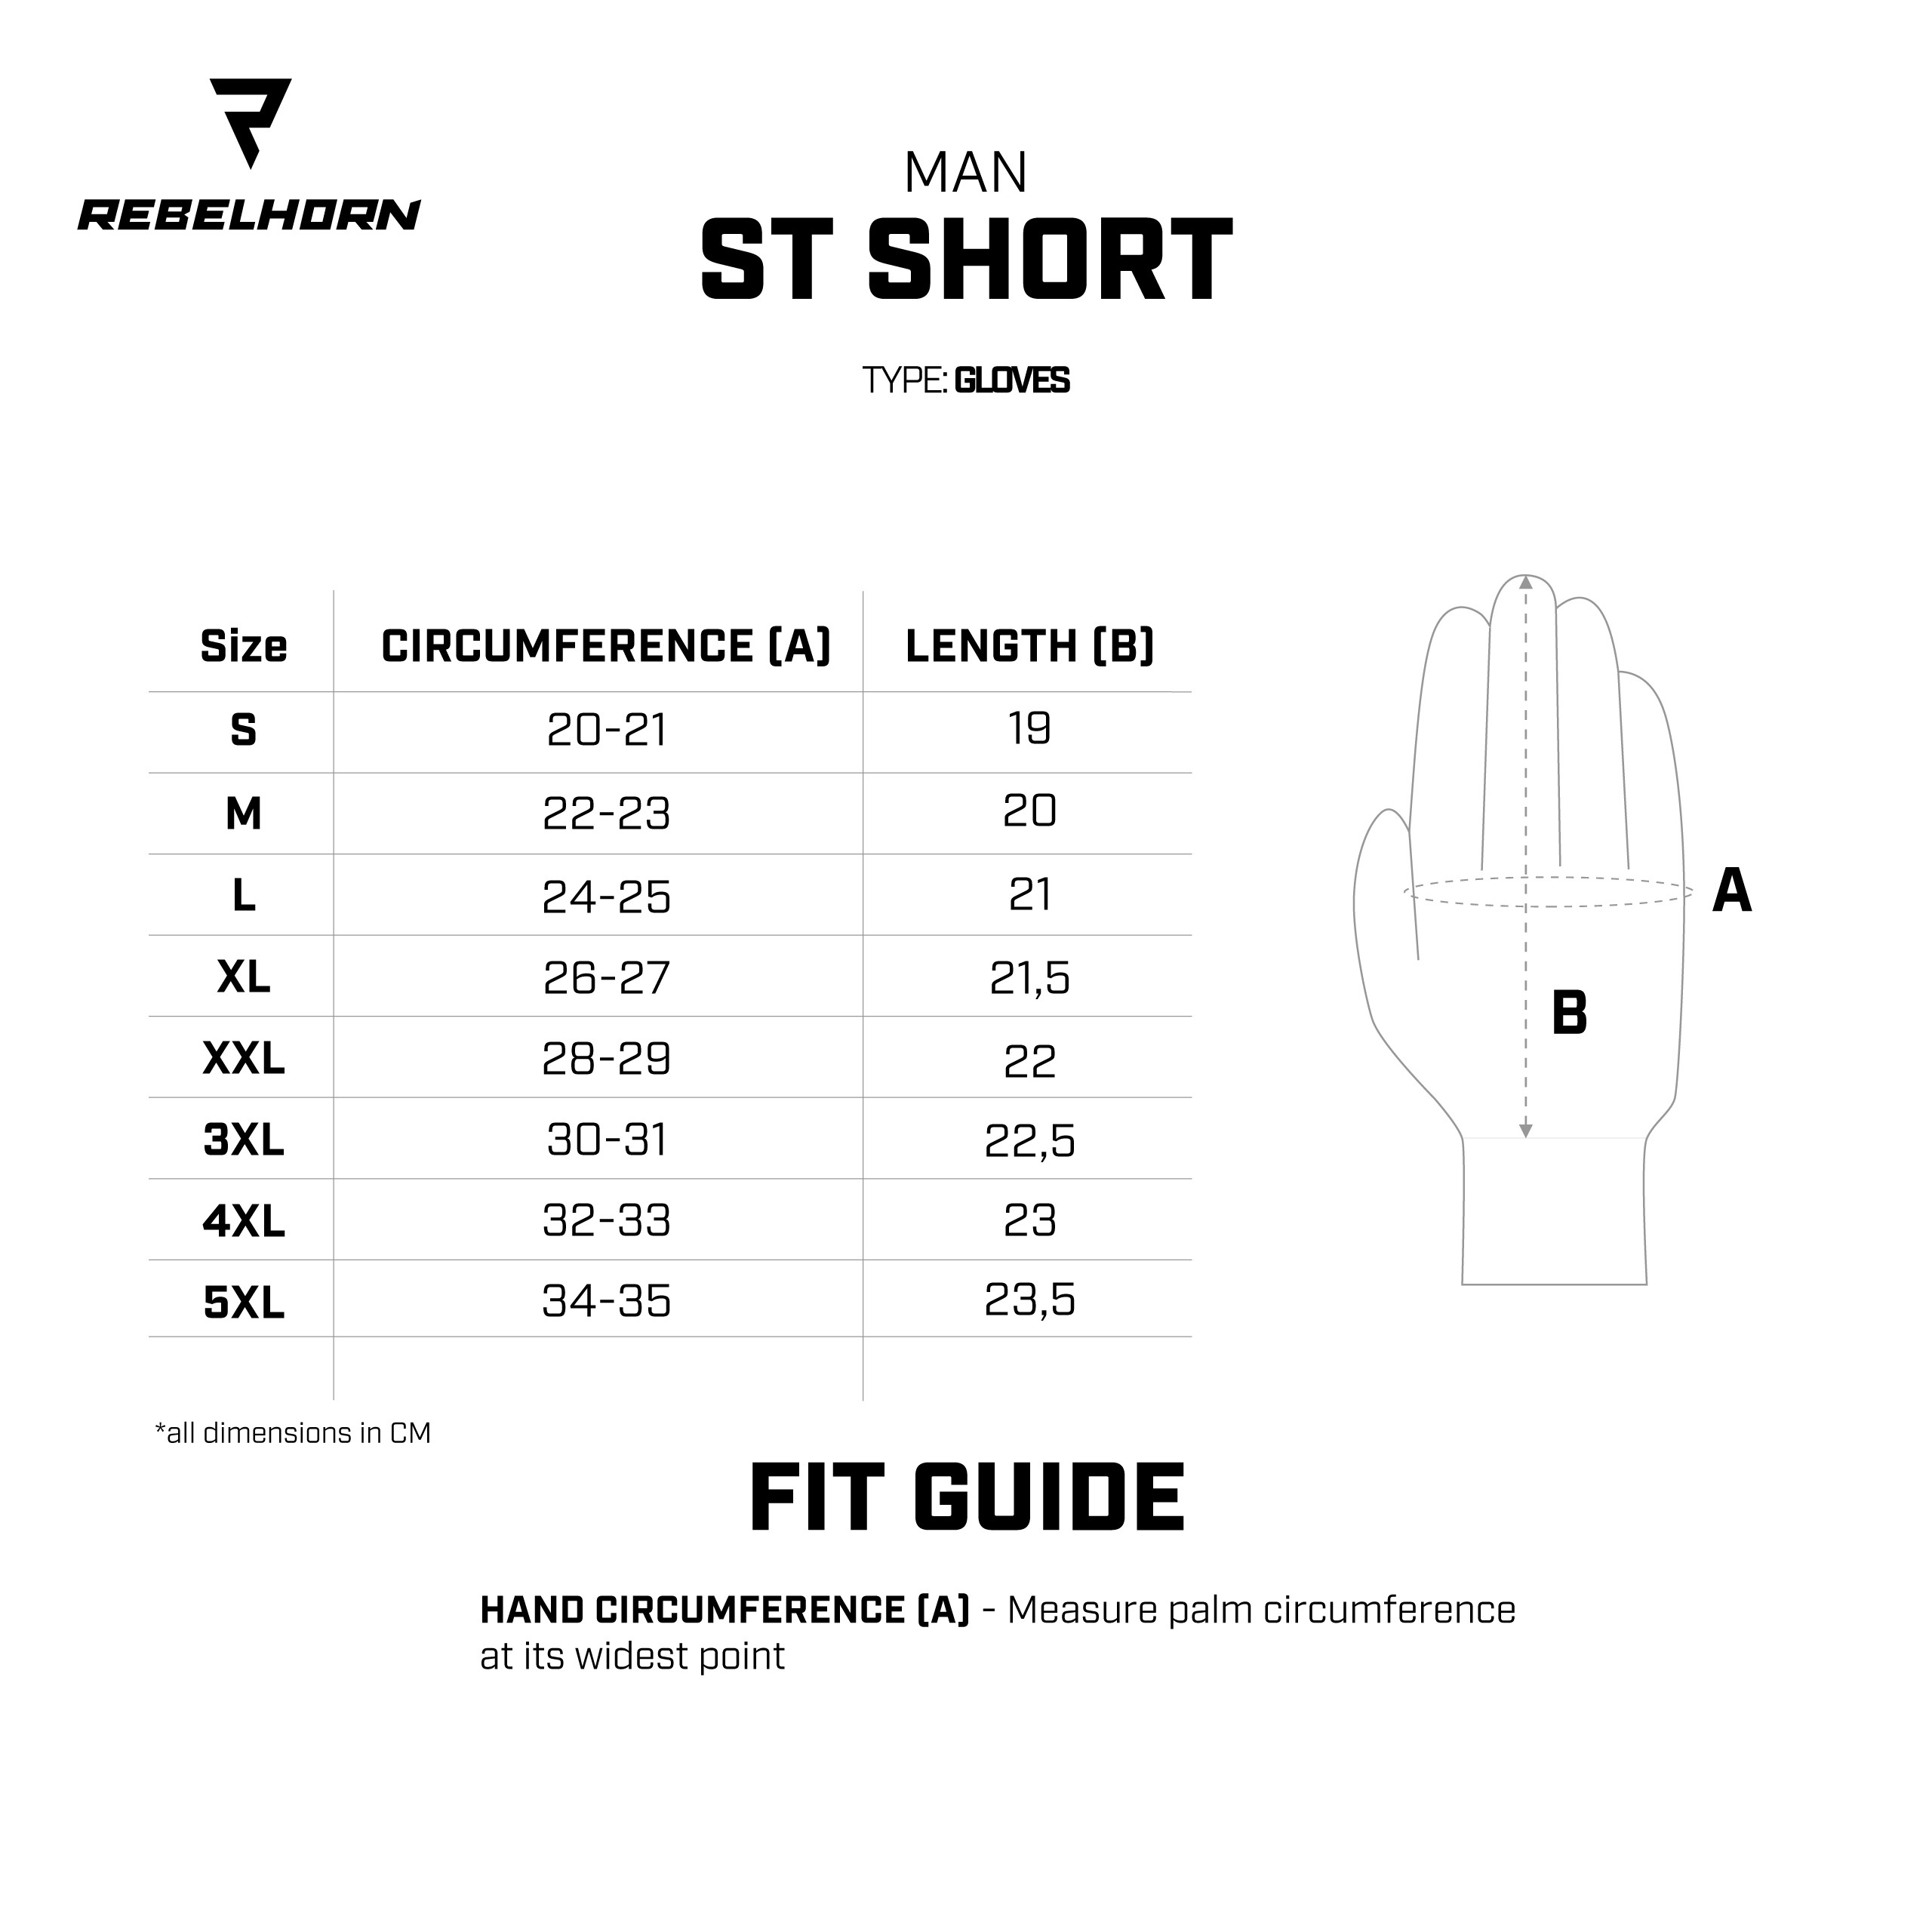 REBELHORN
MAN
ST SHORT
TYPE: GLOVES
Size CIRCUMFERENCE (A) LENGTH (B)
S 20-21 19
M 22-23 20
L 24-25 21
XL 26-27 21,5
XXL 28-29 22
3XL 30-31 22,5
4XL 32-33 23
5XL 34-35 23,5
A
B
*all dimensions in CM
FIT GUIDE
HAND CIRCUMFERENCE (A) - Measure palm circumference
at its widest point